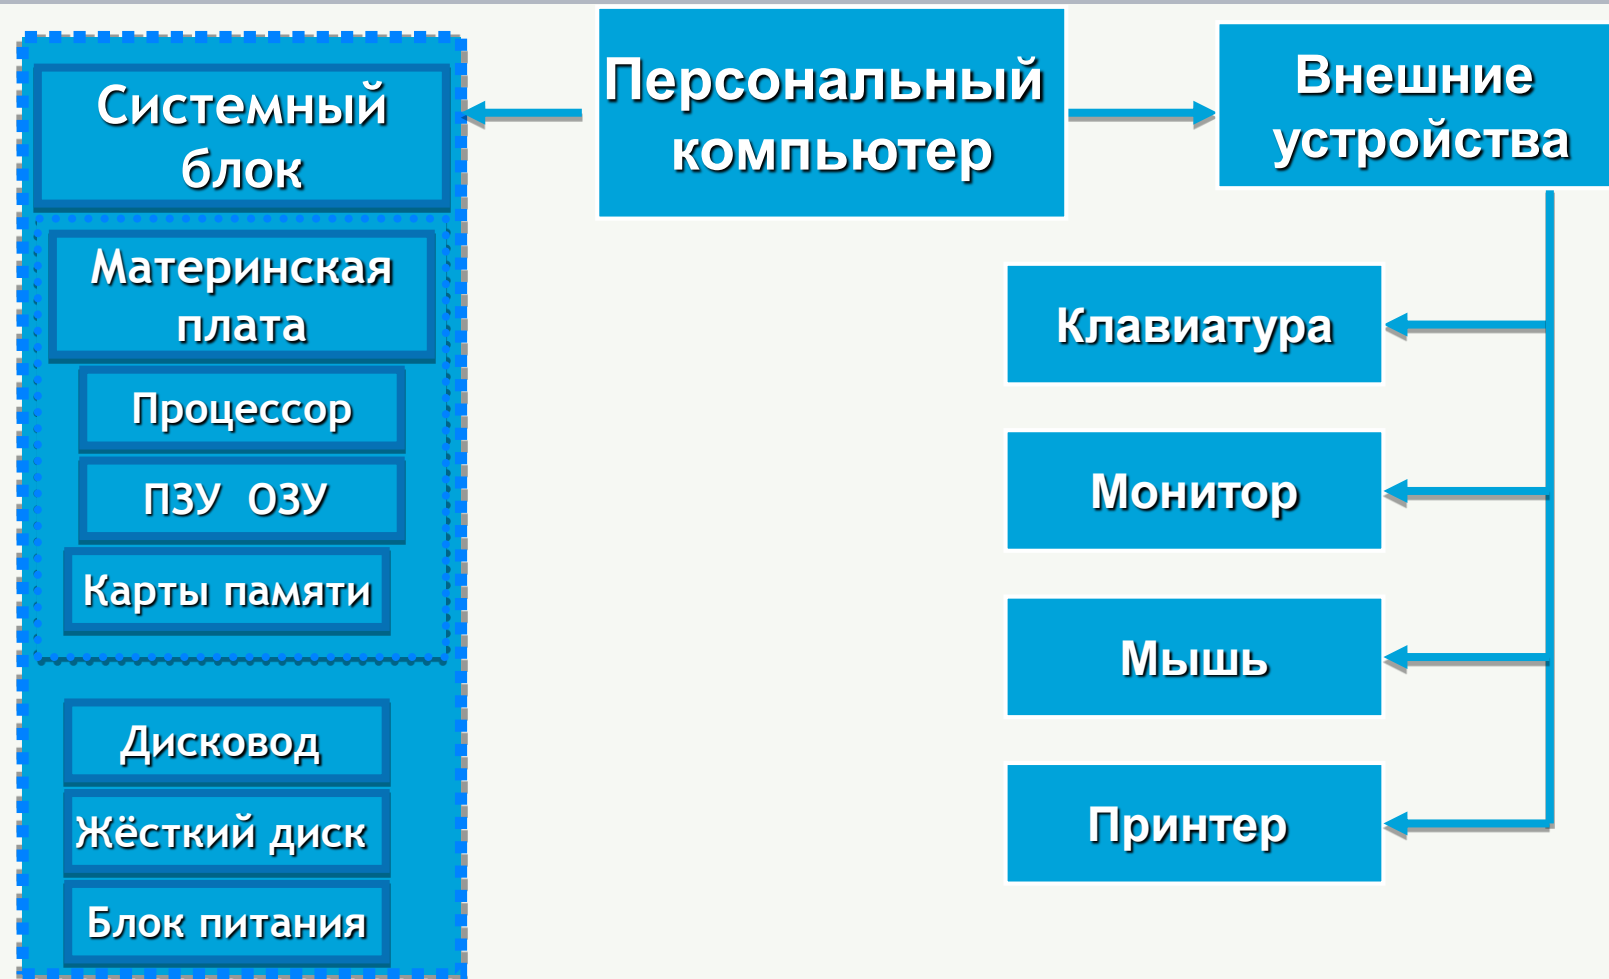 Персональный
компьютер
Системный
блок
Материнская
плата
Процессор
ПЗУ ОЗУ
Карты памяти
Дисковод
Жёсткий диск
Блок питания
Внешние
устройства
Клавиатура
Монитор
Мышь
Принтер